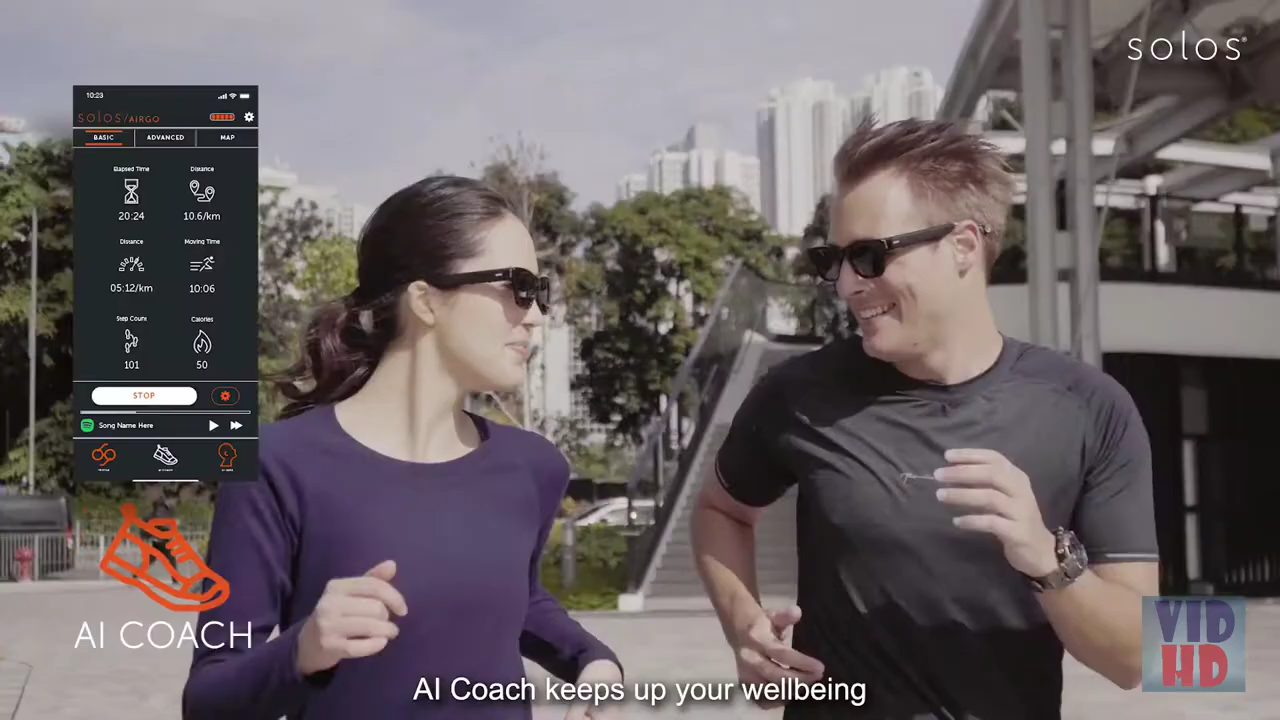 solos
10:23
solos/AIRGO
BASIC ADVANCED MAP
Elapsed Time Distance
20:24 10.6/km
Distance Moving Time
05:12/km 10:06
Step Count Calories
101 50
STOP
Song Name Here
AI COACH
AI COACH
AI Coach keeps up your wellbeing
VID
HD